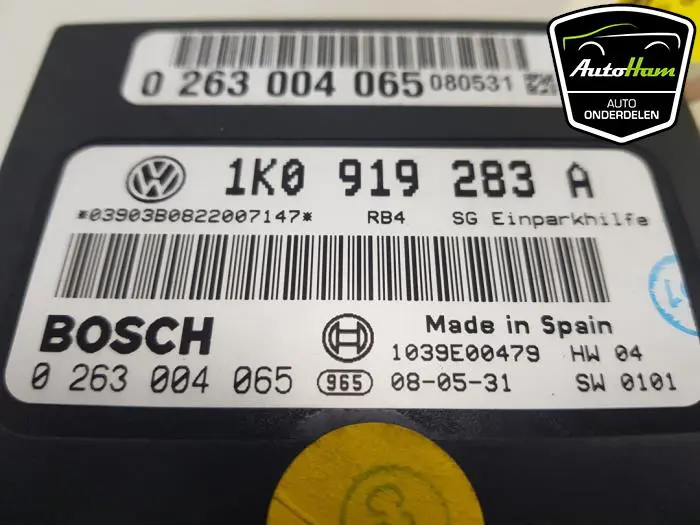 AutoHam
AUTO
ONDERDELEN
0 263 004 065 080531
1K0 919 283 A
*03903B0822007147* RB4 SG Einparkhilfe
BOSCH
Made in Spain
1039E00479 HW 04
0 263 004 065 965 08-05-31 SW 0101